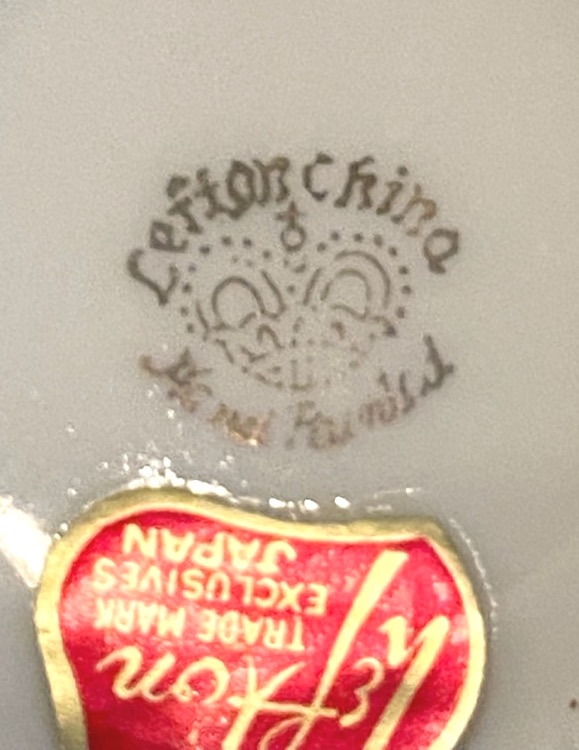 Lefton China
Hand Painted
Lefton
TRADE MARK
EXCLUSIVES
JAPAN